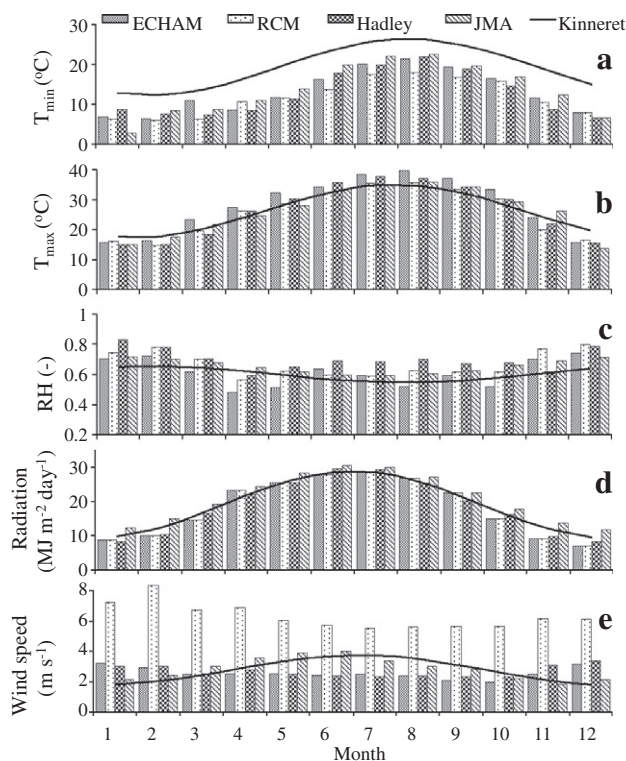 ECHAM RCM Hadley JMA Kinneret
a
Tmin (°C)
30
20
10
0
b
Tmax (°C)
40
30
20
10
0
c
RH (-)
1
0.8
0.6
0.4
0.2
d
Radiation
(MJ m-2 day-1)
30
20
10
0
e
Wind speed
(m s-1)
8
6
4
2
0
1 2 3 4 5 6 7 8 9 10 11 12
Month